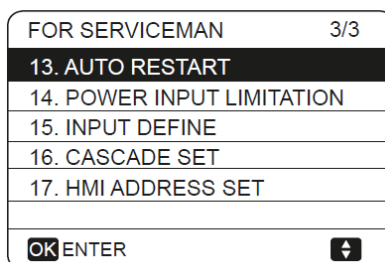 FOR SERVICEMAN 3/3
13. AUTO RESTART
14. POWER INPUT LIMITATION
15. INPUT DEFINE
16. CASCADE SET
17. HMI ADDRESS SET
OK ENTER